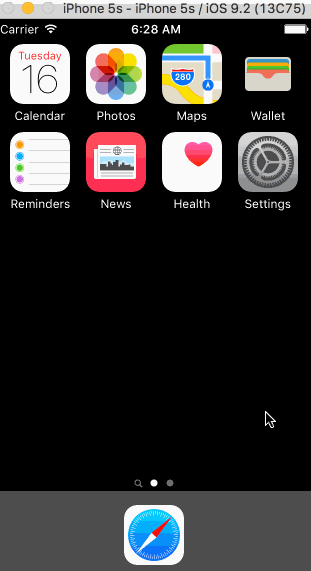 iPhone 5s - iPhone 5s / iOS 9.2 (13C75)
Carrier 6:28 AM
Tuesday
16
280
Calendar Photos Maps Wallet
Reminders News Health Settings